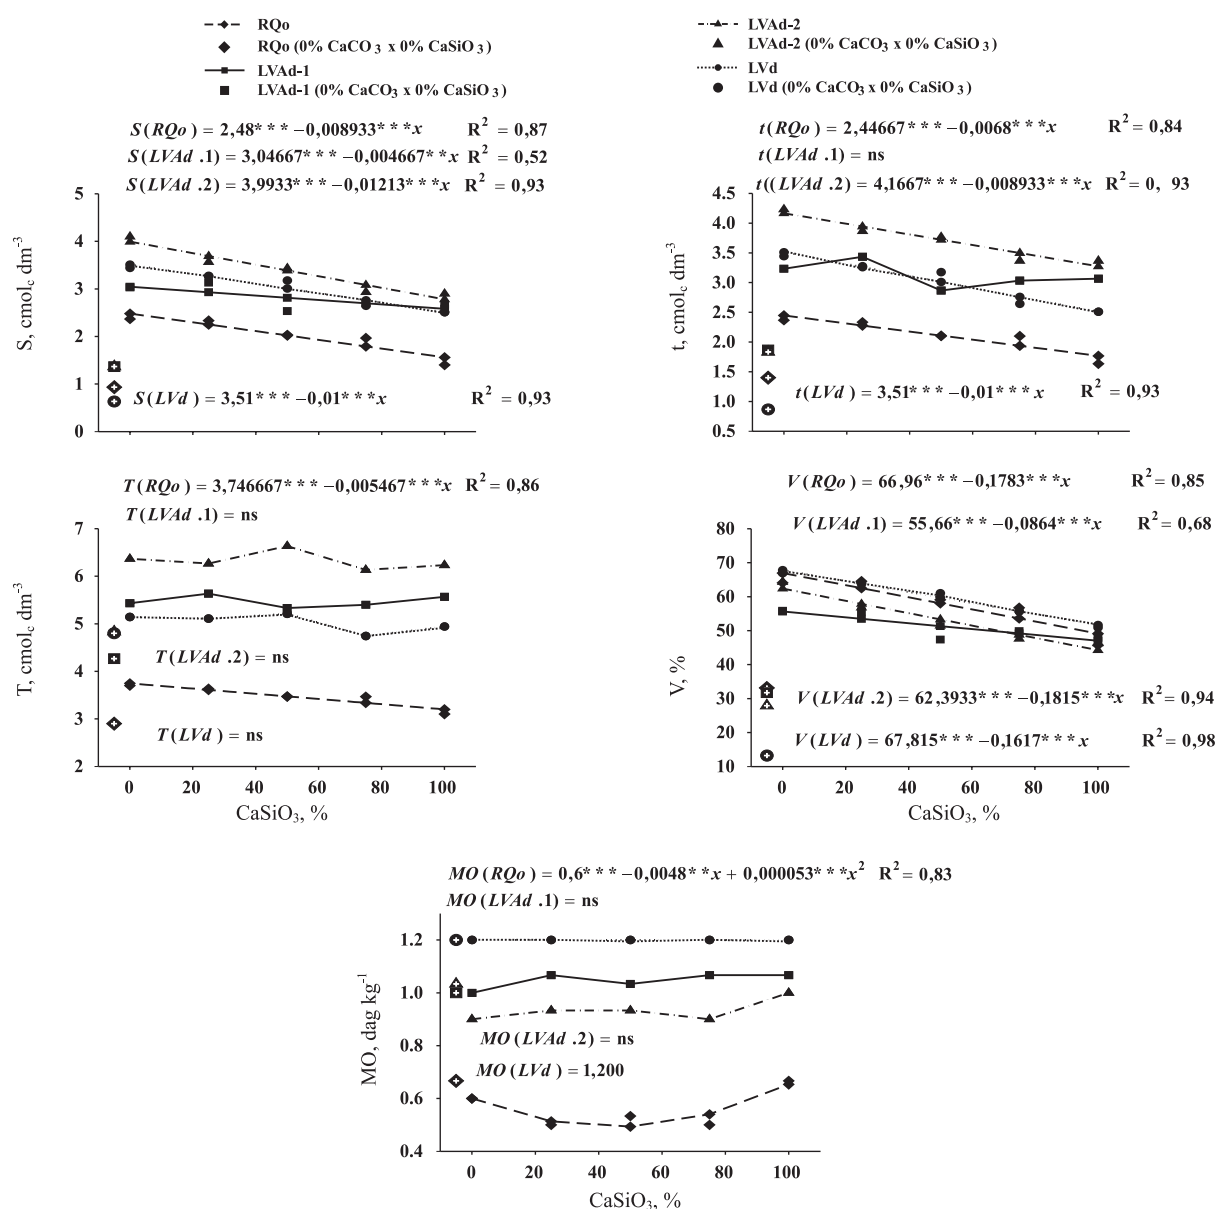 RQo
RQo (0% CaCO3 x 0% CaSiO3)
LVAd-1
LVAd-1 (0% CaCO3 x 0% CaSiO3)
LVAd-2
LVAd-2 (0% CaCO3 x 0% CaSiO3)
LVd
LVd (0% CaCO3 x 0% CaSiO3)
S(RQo) = 2,48*** −0,008933***x R² = 0,87
S(LVAd .1) = 3,04667*** −0,004667**x R² = 0,52
S(LVAd .2) = 3,9933*** −0,01213***x R² = 0,93
5
4
3
2
1
0
S, cmolc dm-3
S(LVd) = 3,51*** −0,01***x R² = 0,93
t(RQo) = 2,44667*** −0,0068***x R² = 0,84
t(LVAd .1) = ns
t((LVAd .2) = 4,1667*** −0,008933***x R² = 0, 93
4.5
4.0
3.5
3.0
2.5
2.0
1.5
1.0
0.5
t, cmolc dm-3
t(LVd) = 3,51*** −0,01***x R² = 0,93
T(RQo) = 3,746667*** −0,005467***x R² = 0,86
T(LVAd .1) = ns
7
6
5
4
3
2
T, cmolc dm-3
T(LVAd .2) = ns
T(LVd) = ns
0 20 40 60 80 100
CaSiO3, %
V(RQo) = 66,96*** −0,1783***x R² = 0,85
V(LVAd .1) = 55,66*** −0,0864***x R² = 0,68
80
70
60
50
40
30
20
10
V, %
V(LVAd .2) = 62,3933*** −0,1815***x R² = 0,94
V(LVd) = 67,815*** −0,1617***x R² = 0,98
0 20 40 60 80 100
CaSiO3, %
MO(RQo) = 0,6*** −0,0048**x + 0,000053***x² R² = 0,83
MO(LVAd .1) = ns
1.2
1.0
0.8
0.6
0.4
MO, dag kg-1
MO(LVAd .2) = ns
MO(LVd) = 1,200
0 20 40 60 80 100
CaSiO3, %